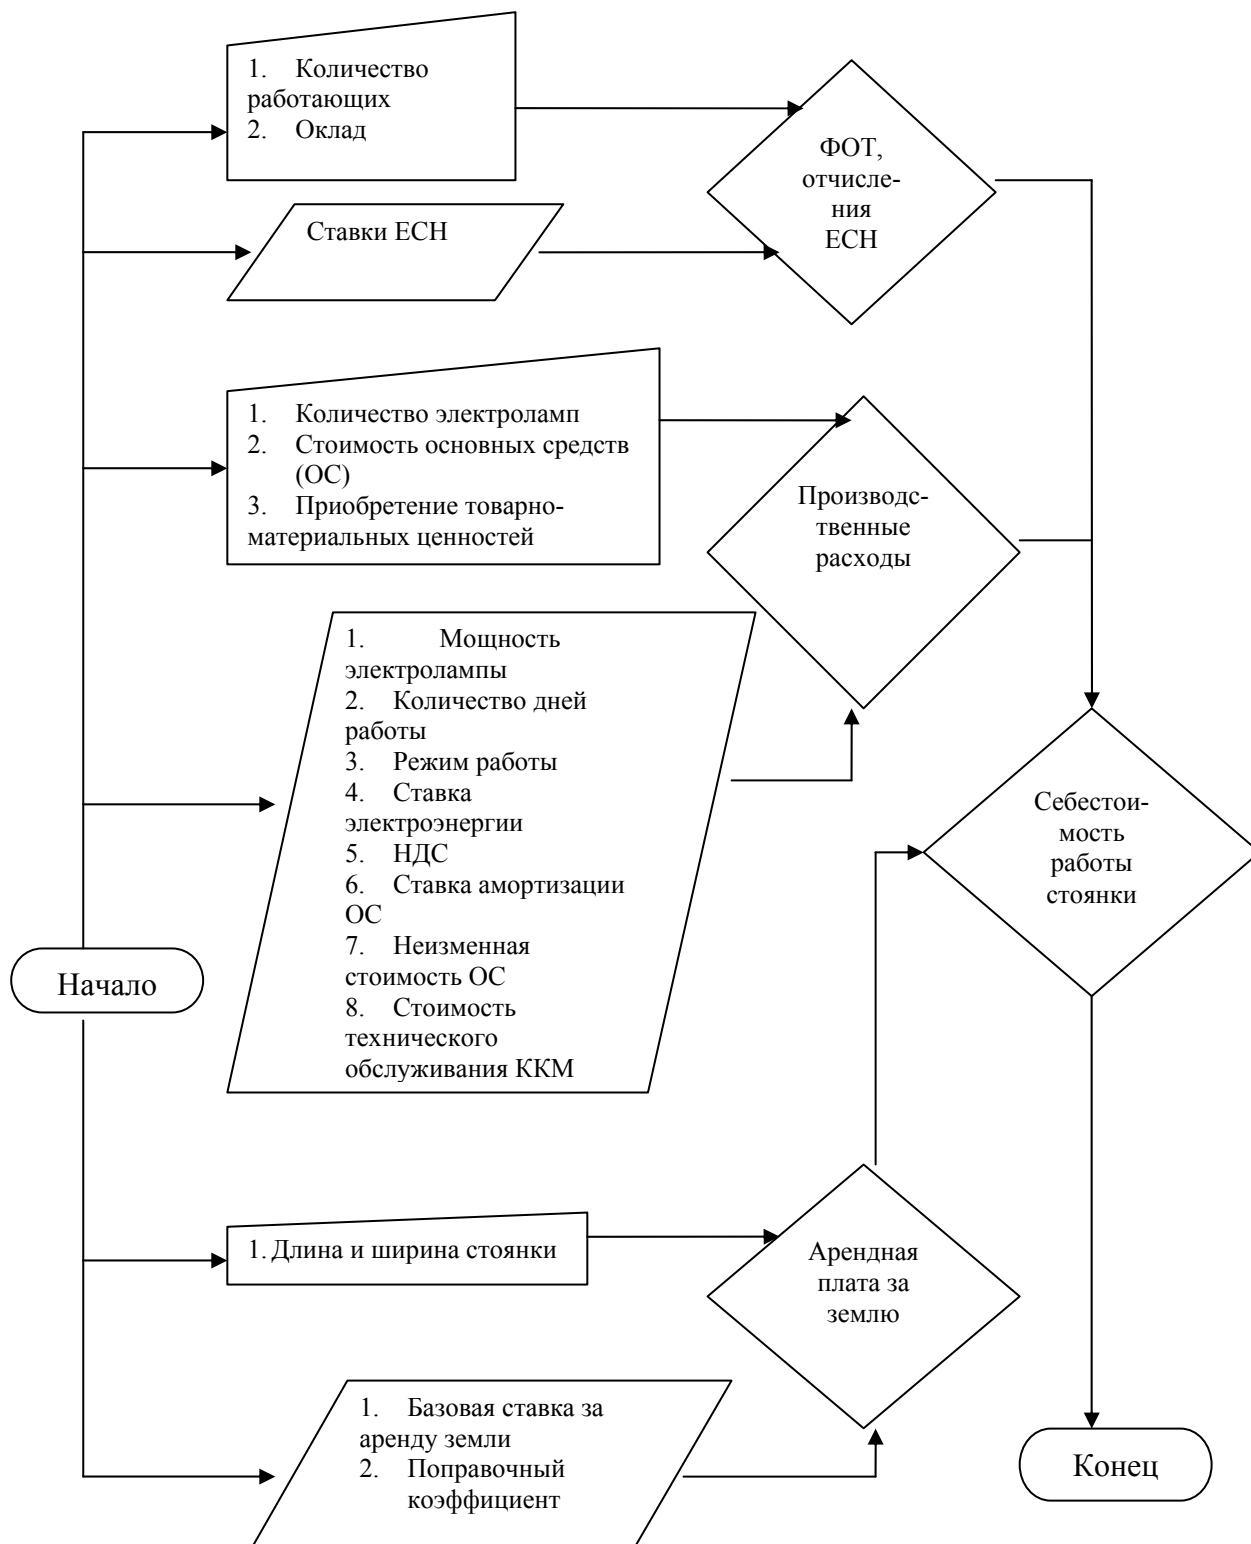 1. Количество
работающих
2. Оклад
ФОТ,
отчисле-
ния
ЕСН
Ставки ЕСН
1. Количество электроламп
2. Стоимость основных средств
(ОС)
3. Приобретение товарно-
материальных ценностей
Производс-
твенные
расходы
1. Мощность
электролампы
2. Количество дней
работы
3. Режим работы
4. Ставка
электроэнергии
5. НДС
6. Ставка амортизации
ОС
7. Неизменная
стоимость ОС
8. Стоимость
технического
обслуживания ККМ
Себестои-
мость
работы
стоянки
Начало
1. Длина и ширина стоянки
Арендная
плата за
землю
1. Базовая ставка за
аренду земли
2. Поправочный
коэффициент
Конец